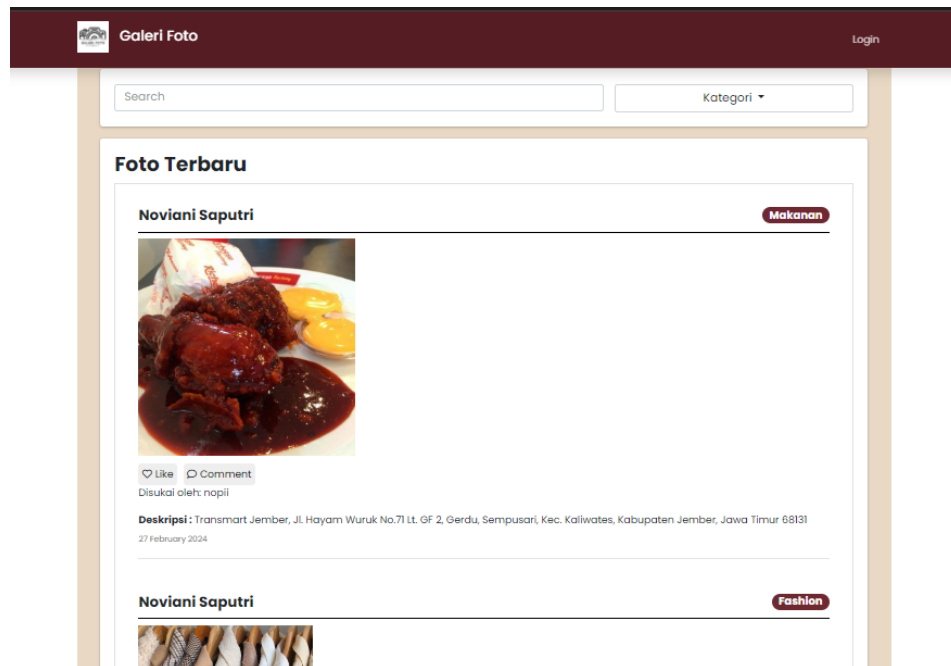 Galeri Foto
Login
Search
Kategori
Foto Terbaru
Noviani Saputri
Makanan
Like
Comment
Disukai oleh: nopii
Deskripsi : Transmart Jember, Jl. Hayam Wuruk No.71 Lt. GF 2, Gerdu, Sempusari, Kec. Kaliwates, Kabupaten Jember, Jawa Timur 68131
27 February 2024
Noviani Saputri
Fashion